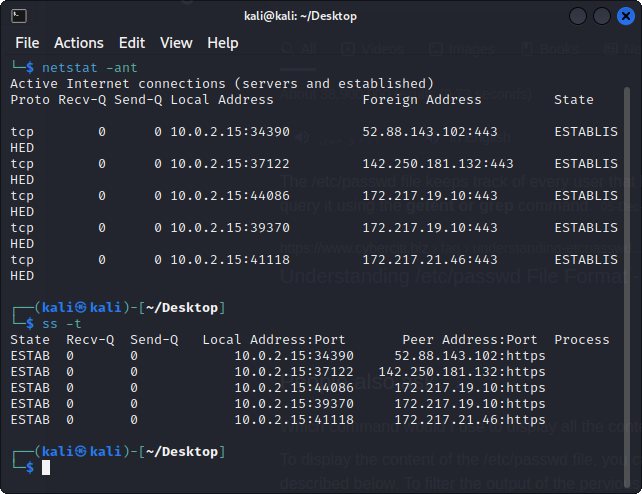 kali@kali: ~/Desktop
File Actions Edit View Help
└─$ netstat -ant
Active Internet connections (servers and established)
Proto Recv-Q Send-Q Local Address Foreign Address State
tcp 0 0 10.0.2.15:34390 52.88.143.102:443 ESTABLIS
HED
tcp 0 0 10.0.2.15:37122 142.250.181.132:443 ESTABLIS
HED
tcp 0 0 10.0.2.15:44086 172.217.19.10:443 ESTABLIS
HED
tcp 0 0 10.0.2.15:39370 172.217.19.10:443 ESTABLIS
HED
tcp 0 0 10.0.2.15:41118 172.217.21.46:443 ESTABLIS
HED
┌──(kali㉿kali)-[~/Desktop]
└─$ ss -t
State Recv-Q Send-Q Local Address:Port Peer Address:Port Process
ESTAB 0 0 10.0.2.15:34390 52.88.143.102:https
ESTAB 0 0 10.0.2.15:37122 142.250.181.132:https
ESTAB 0 0 10.0.2.15:44086 172.217.19.10:https
ESTAB 0 0 10.0.2.15:39370 172.217.19.10:https
ESTAB 0 0 10.0.2.15:41118 172.217.21.46:https
┌──(kali㉿kali)-[~/Desktop]
└─$